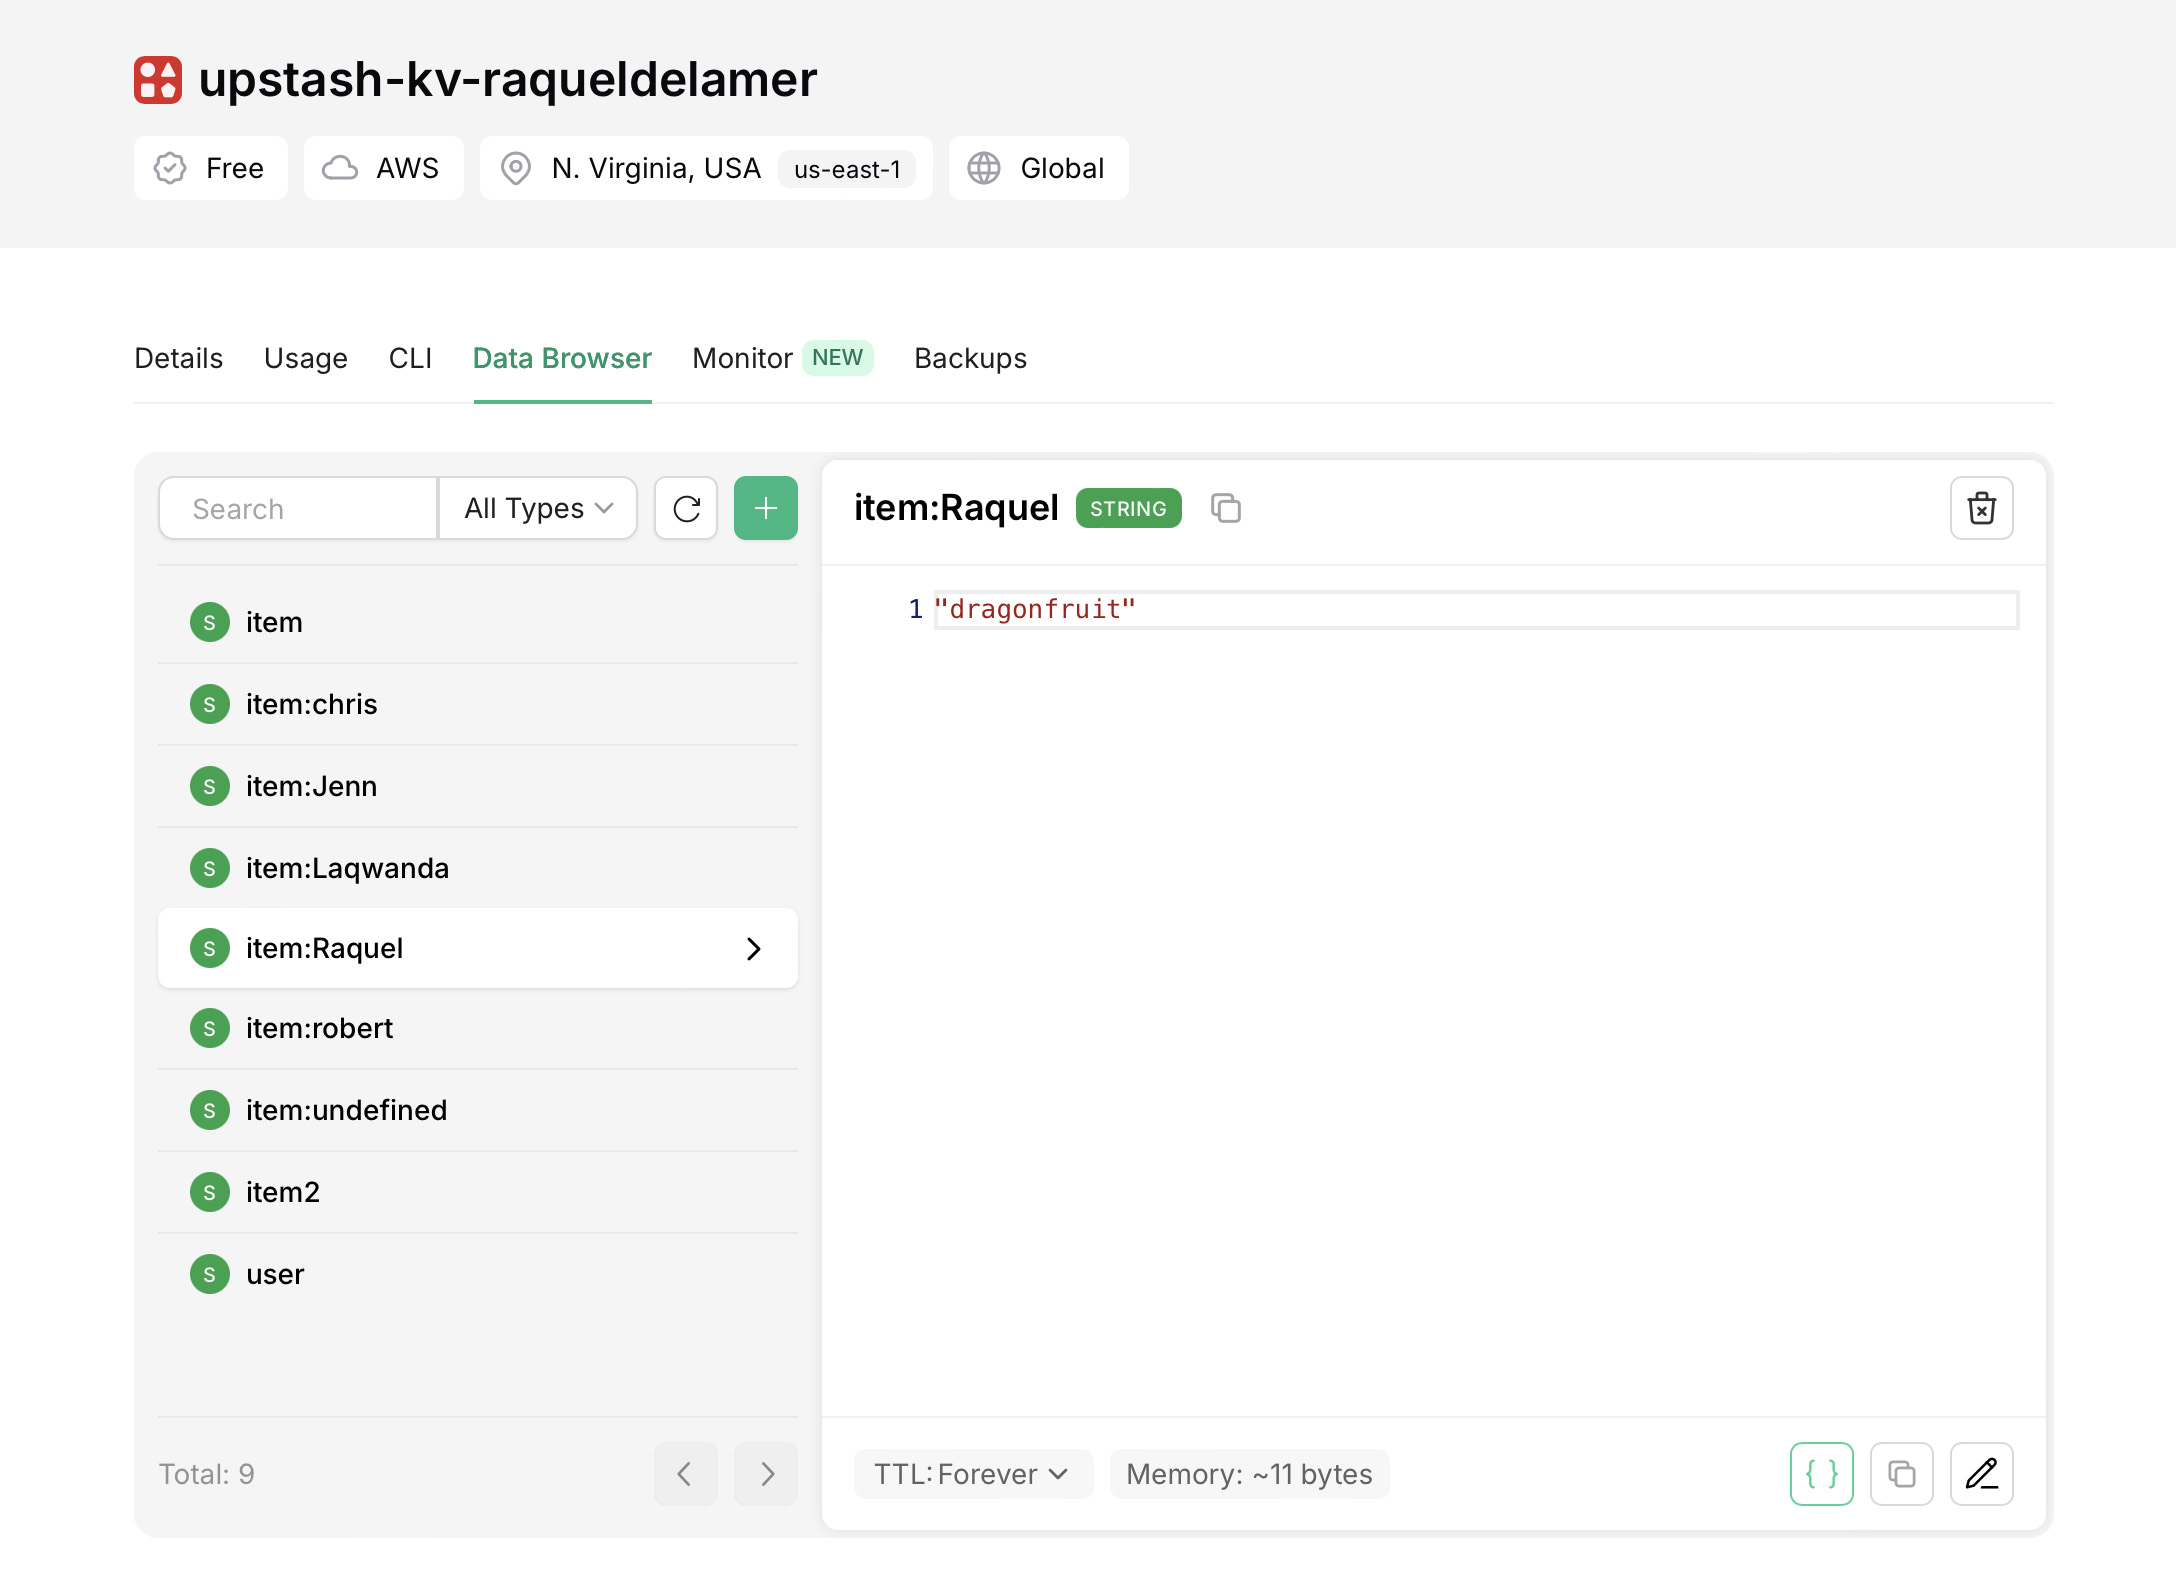 upstash-kv-raqueldelamer
Free AWS N. Virginia, USA us-east-1 Global
Details Usage CLI Data Browser Monitor NEW Backups
Search All Types
S item
S item:chris
S item:Jenn
S item:Laqwanda
S item:Raquel
S item:robert
S item:undefined
S item2
S user
Total: 9
item:Raquel STRING
1 "dragonfruit"
TTL: Forever Memory: ~11 bytes { }